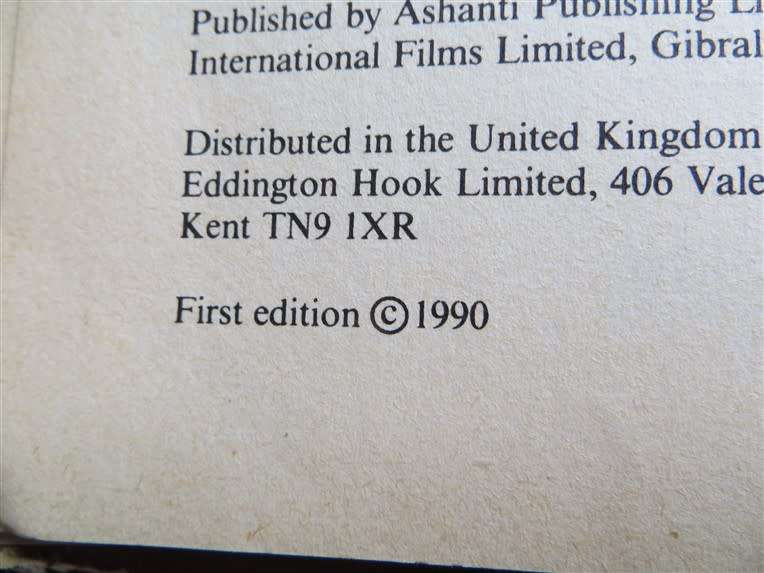 Published by Ashanti Publishing
International Films Limited,
Distributed in the United Kingdom
Eddington Hook Limited, 406
Kent TN9 1XR
First edition © 1990